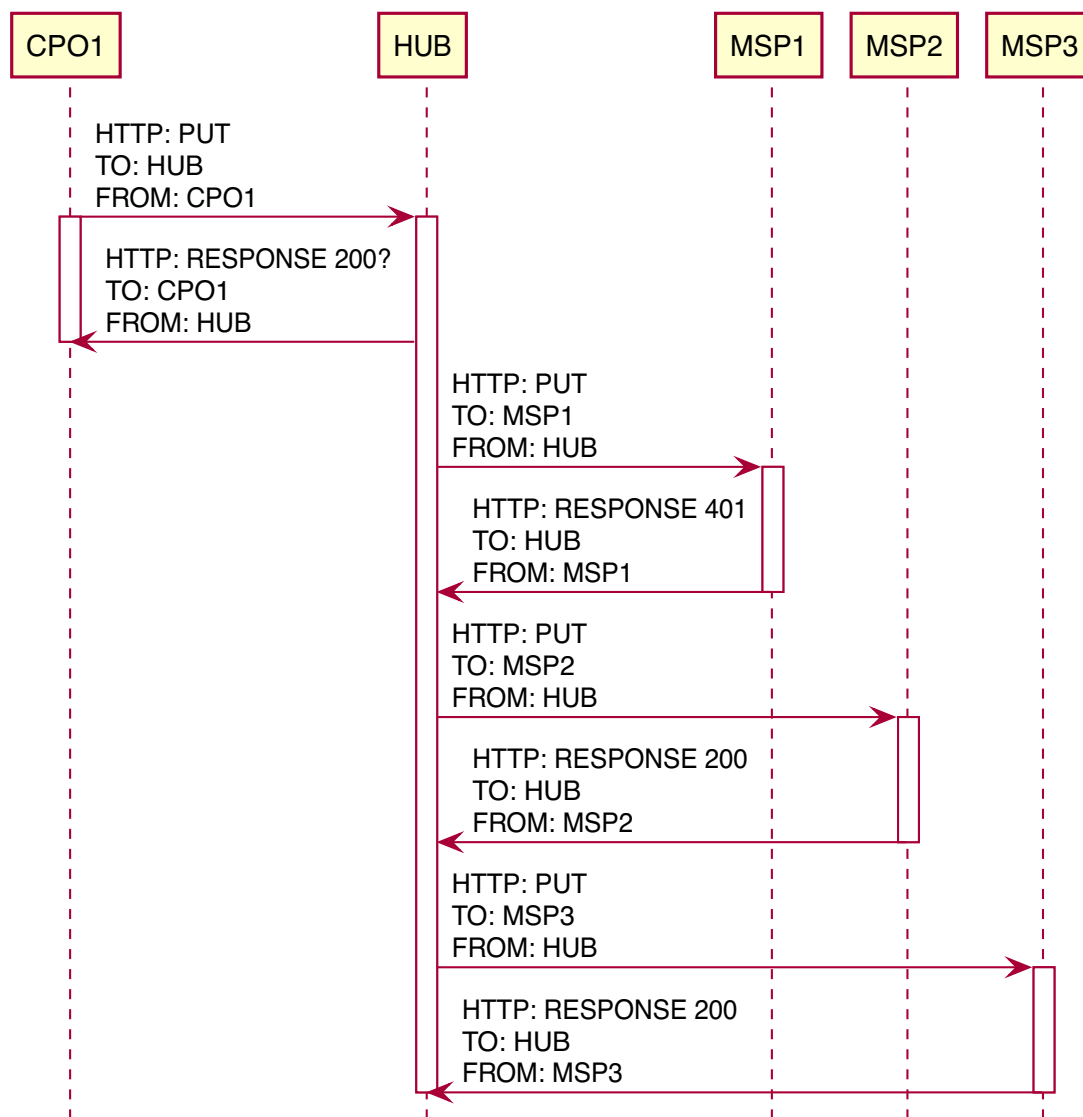 CPO1
HUB
MSP1
MSP2
MSP3
HTTP: PUT
TO: HUB
FROM: CPO1
HTTP: RESPONSE 200?
TO: CPO1
FROM: HUB
HTTP: PUT
TO: MSP1
FROM: HUB
HTTP: RESPONSE 401
TO: HUB
FROM: MSP1
HTTP: PUT
TO: MSP2
FROM: HUB
HTTP: RESPONSE 200
TO: HUB
FROM: MSP2
HTTP: PUT
TO: MSP3
FROM: HUB
HTTP: RESPONSE 200
TO: HUB
FROM: MSP3